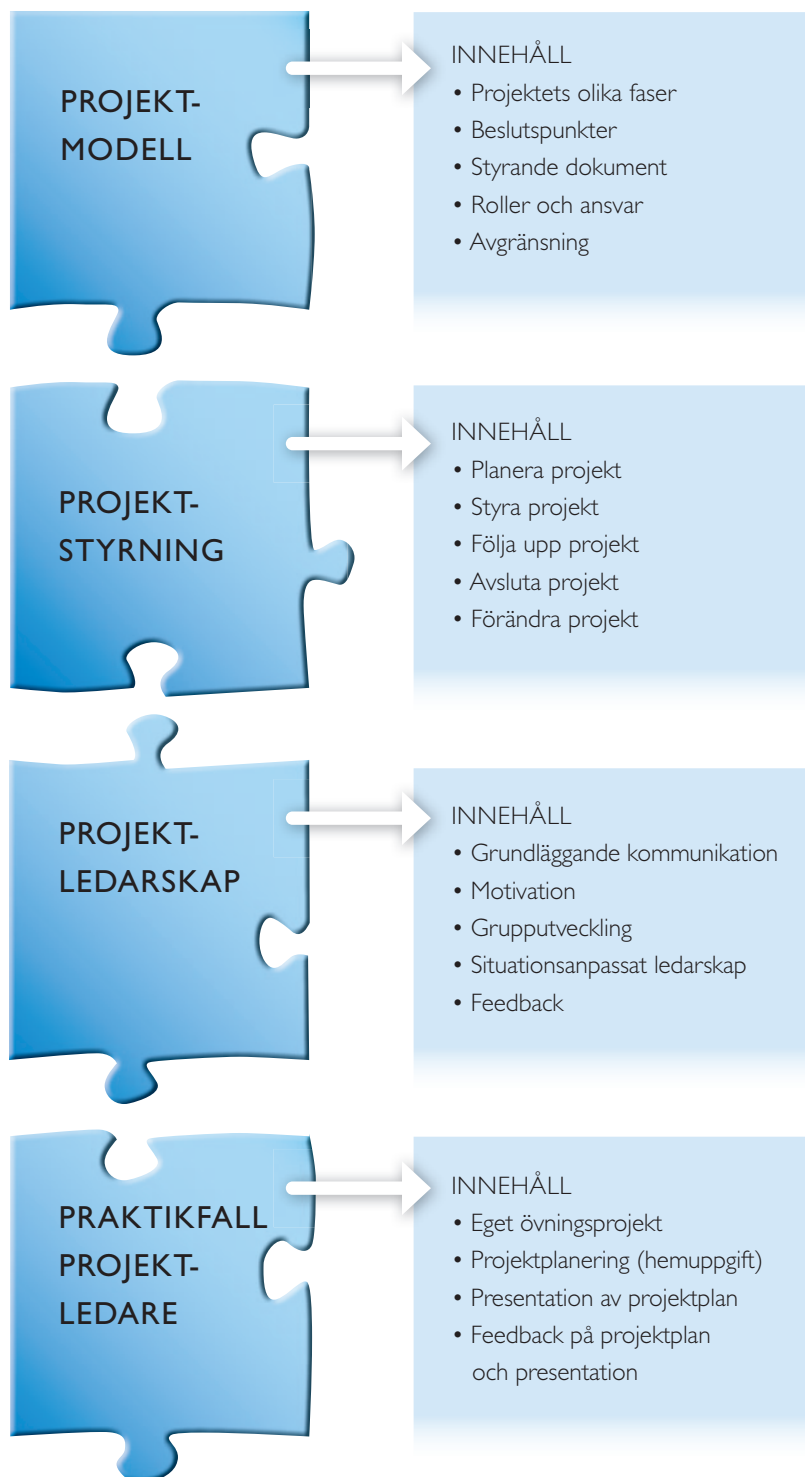 PROJEKT-
MODELL
INNEHÅLL
• Projektets olika faser
• Beslutspunkter
• Styrande dokument
• Roller och ansvar
• Avgränsning
PROJEKT-
STYRNING
INNEHÅLL
• Planera projekt
• Styra projekt
• Följa upp projekt
• Avsluta projekt
• Förändra projekt
PROJEKT-
LEDARSKAP
INNEHÅLL
• Grundläggande kommunikation
• Motivation
• Grupputveckling
• Situationsanpassat ledarskap
• Feedback
PRAKTIKFALL
PROJEKT-
LEDARE
INNEHÅLL
• Eget övningsprojekt
• Projektplanering (hemuppgift)
• Presentation av projektplan
• Feedback på projektplan
och presentation